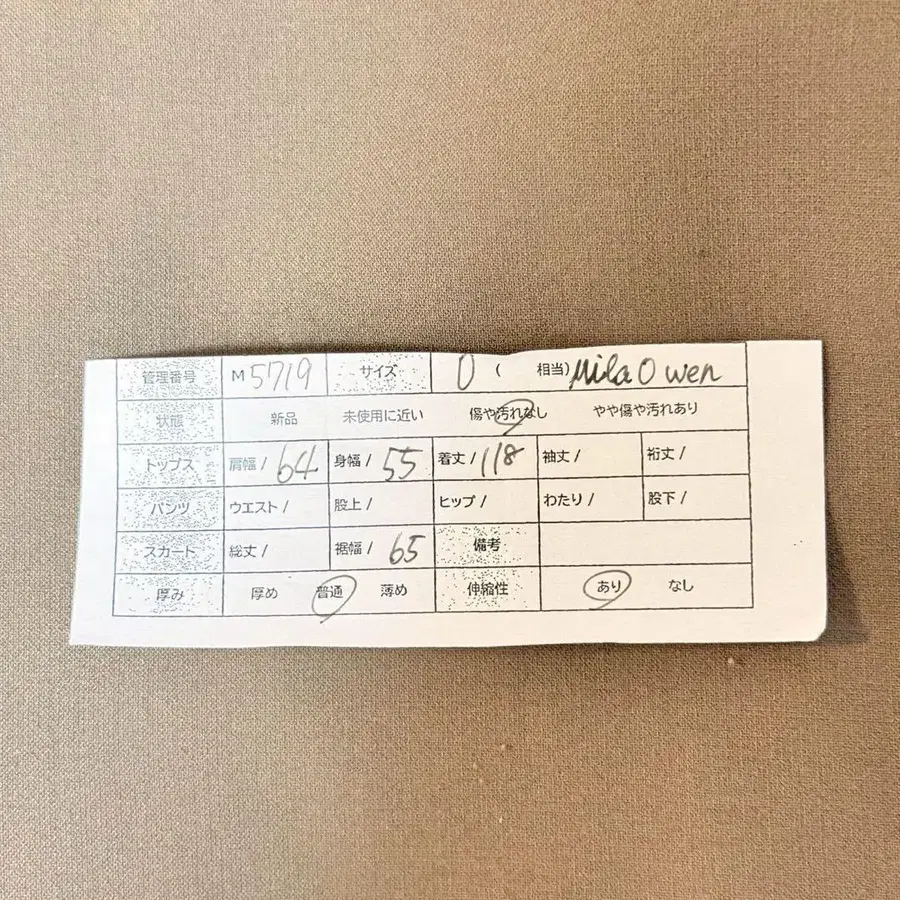 管理番号 M 5719 サイズ 0 ( 相当) Mila Owen
状態 新品 未使用に近い 傷や汚れなし やや傷や汚れあり
トップス 肩幅 / 64 身幅 / 55 着丈 / 118 袖丈 / 裄丈 /
パンツ ウエスト / 股上 / ヒップ / わたり / 股下 /
スカート 総丈 / 裾幅 / 65 備考
厚み 厚め 普通 薄め 伸縮性 あり なし